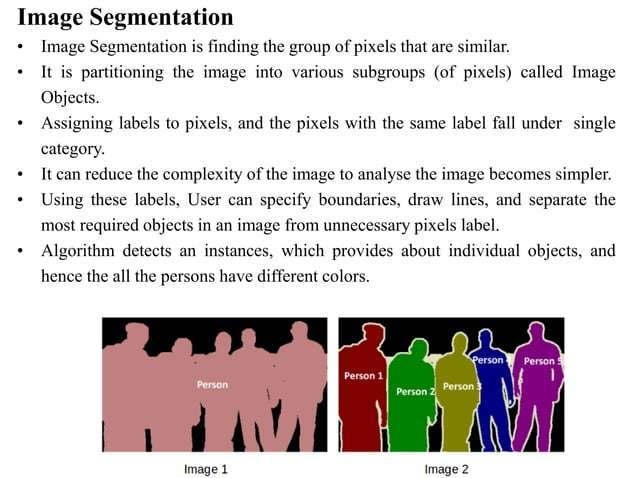 Image Segmentation
• Image Segmentation is finding the group of pixels that are similar.
• It is partitioning the image into various subgroups (of pixels) called Image
Objects.
• Assigning labels to pixels, and the pixels with the same label fall under single
category.
• It can reduce the complexity of the image to analyse the image becomes simpler.
• Using these labels, User can specify boundaries, draw lines, and separate the
most required objects in an image from unnecessary pixels label.
• Algorithm detects an instances, which provides about individual objects, and
hence the all the persons have different colors.
Person
Person 1
Person 2
Person 3
Person 4
Person 5
Image 1
Image 2